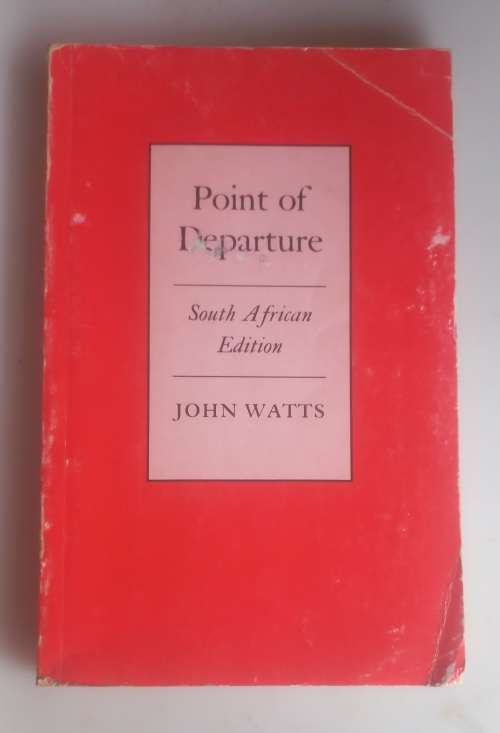 Point of
Departure
South African
Edition
JOHN WATTS